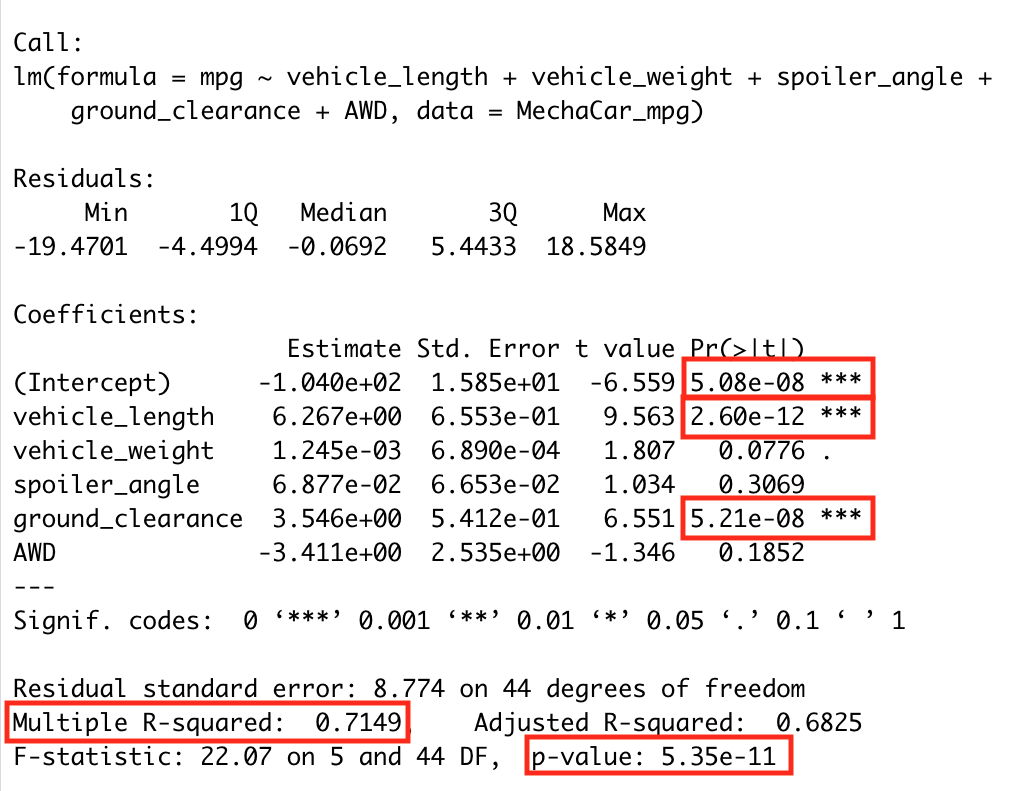 Call:
lm(formula = mpg ~ vehicle_length + vehicle_weight + spoiler_angle +
    ground_clearance + AWD, data = MechaCar_mpg)
Residuals:
     Min       1Q   Median       3Q      Max
-19.4701  -4.4994  -0.0692   5.4433  18.5849
Coefficients:
                   Estimate Std. Error t value Pr(>|t|)
(Intercept)      -1.040e+02  1.585e+01  -6.559 5.08e-08 ***
vehicle_length    6.267e+00  6.553e-01   9.563 2.60e-12 ***
vehicle_weight    1.245e-03  6.890e-04   1.807   0.0776 .
spoiler_angle     6.877e-02  6.653e-02   1.034   0.3069
ground_clearance  3.546e+00  5.412e-01   6.551 5.21e-08 ***
AWD              -3.411e+00  2.535e+00  -1.346   0.1852
---
Signif. codes:  0 ‘***’ 0.001 ‘**’ 0.01 ‘*’ 0.05 ‘.’ 0.1 ‘ ’ 1
Residual standard error: 8.774 on 44 degrees of freedom
Multiple R-squared:  0.7149,    Adjusted R-squared:  0.6825
F-statistic: 22.07 on 5 and 44 DF,  p-value: 5.35e-11